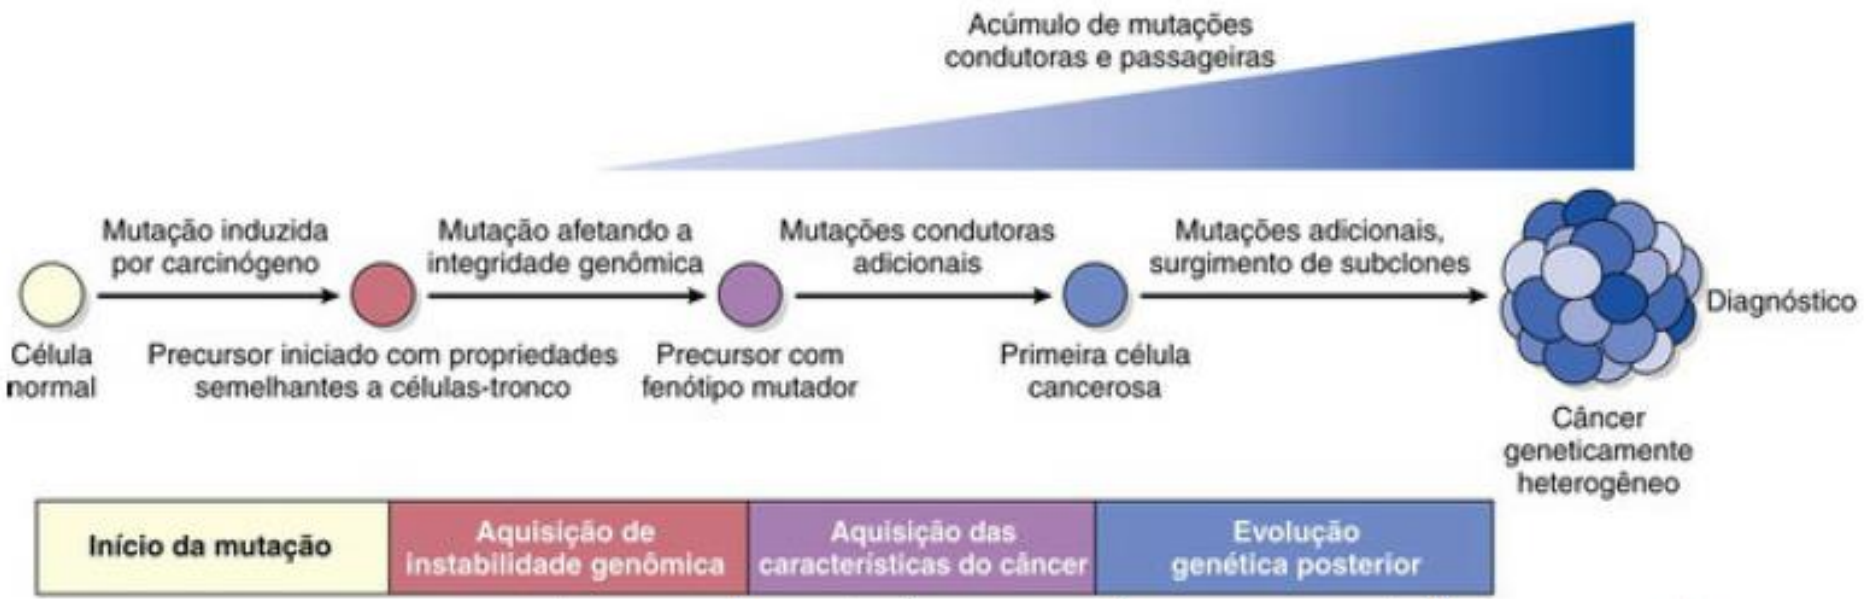 Acúmulo de mutações
condutoras e passageiras
Mutação induzida
por carcinógeno
Mutação afetando a
integridade genômica
Mutações condutoras
adicionais
Mutações adicionais,
surgimento de subclones
Diagnóstico
Célula
normal
Precursor iniciado com propriedades
semelhantes a células-tronco
Precursor com
fenótipo mutador
Primeira célula
cancerosa
Câncer
geneticamente
heterogêneo
Início da mutação
Aquisição de
instabilidade genômica
Aquisição das
características do câncer
Evolução
genética posterior